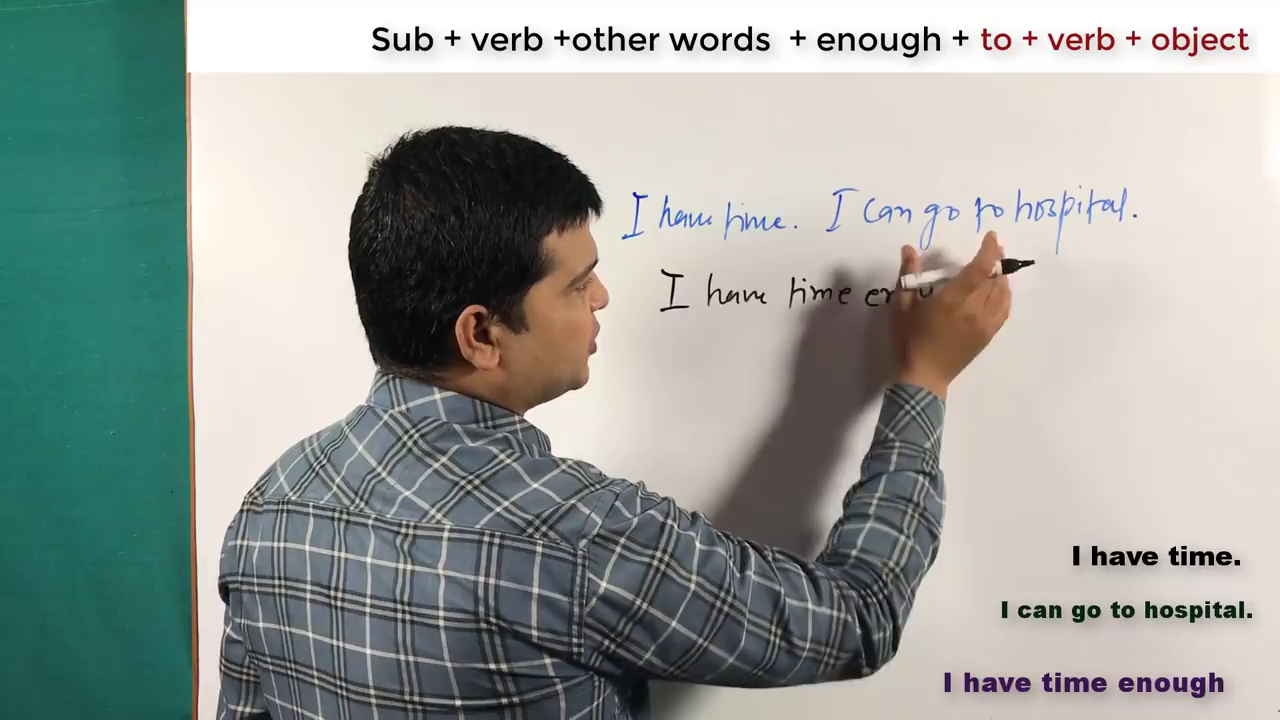 Sub + verb +other words + enough + to + verb + object
I have time. I can go to hospital.
I have time
I have time.
I can go to hospital.
I have time enough